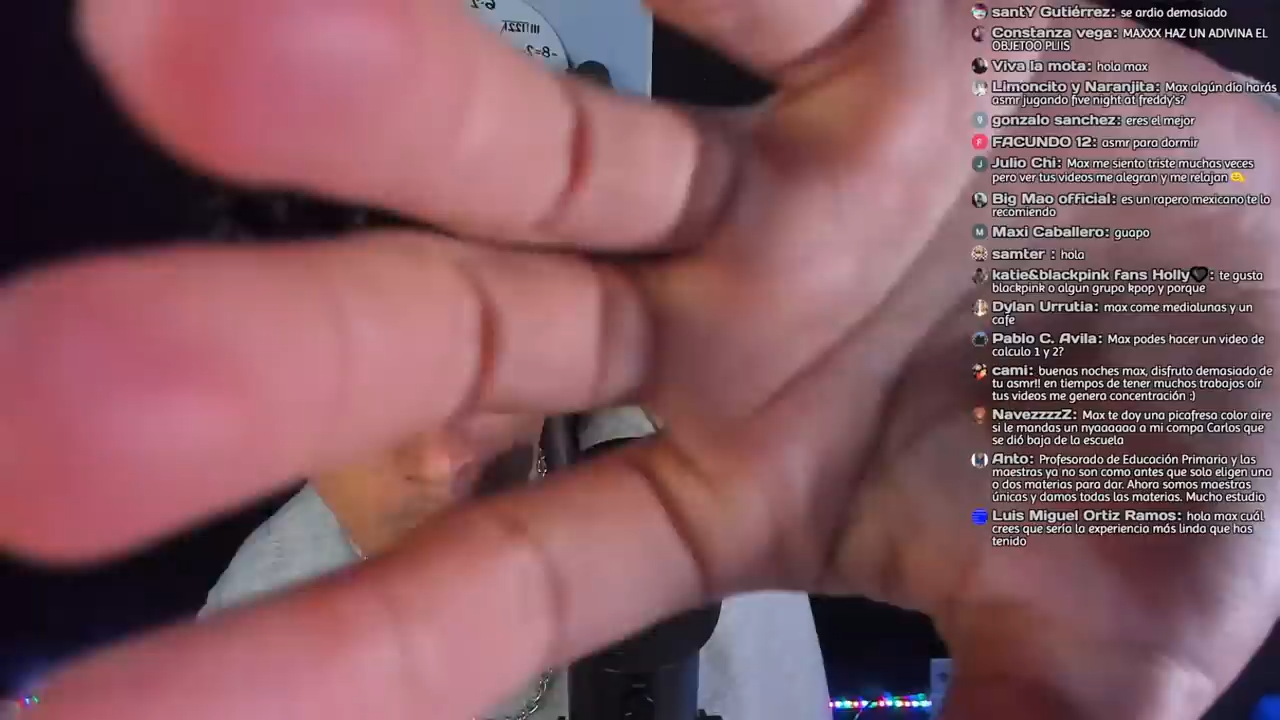 santY Gutiérrez: se ardio demasiado
Constanza vega: MAXXX HAZ UN ADIVINA EL
OBJETOO PLIIS
Viva la mota: hola max
Limoncito y Naranjita: Max algún día harás
asmr jugando five night at freddy's?
gonzalo sanchez: eres el mejor
FACUNDO 12: asmr para dormir
Julio Chi: Max me siento triste muchas veces
pero ver tus videos me alegran y me relajan 🫠
Big Mao official: es un rapero mexicano te lo
recomiendo
Maxi Caballero: guapo
samter : hola
katie&blackpink fans Holly🖤: te gusta
blackpink o algun grupo kpop y porque
Dylan Urrutia: max come medialunas y un
cafe
Pablo C. Avila: Max podes hacer un video de
calculo 1 y 2?
cami: buenas noches max, disfruto demasiado de
tu asmr!! en tiempos de tener muchos trabajos oír
tus videos me genera concentración :)
NavezzzzZ: Max te doy una picafresa color aire
si le mandas un nyaaaaaa a mi compa Carlos que
se dió baja de la escuela
Anto: Profesorado de Educación Primaria y las
maestras ya no son como antes que solo eligen una
o dos materias para dar. Ahora somos maestras
únicas y damos todas las materias. Mucho estudio
Luis Miguel Ortiz Ramos: hola max cuál
crees que seria la experiencia más linda que has
tenido